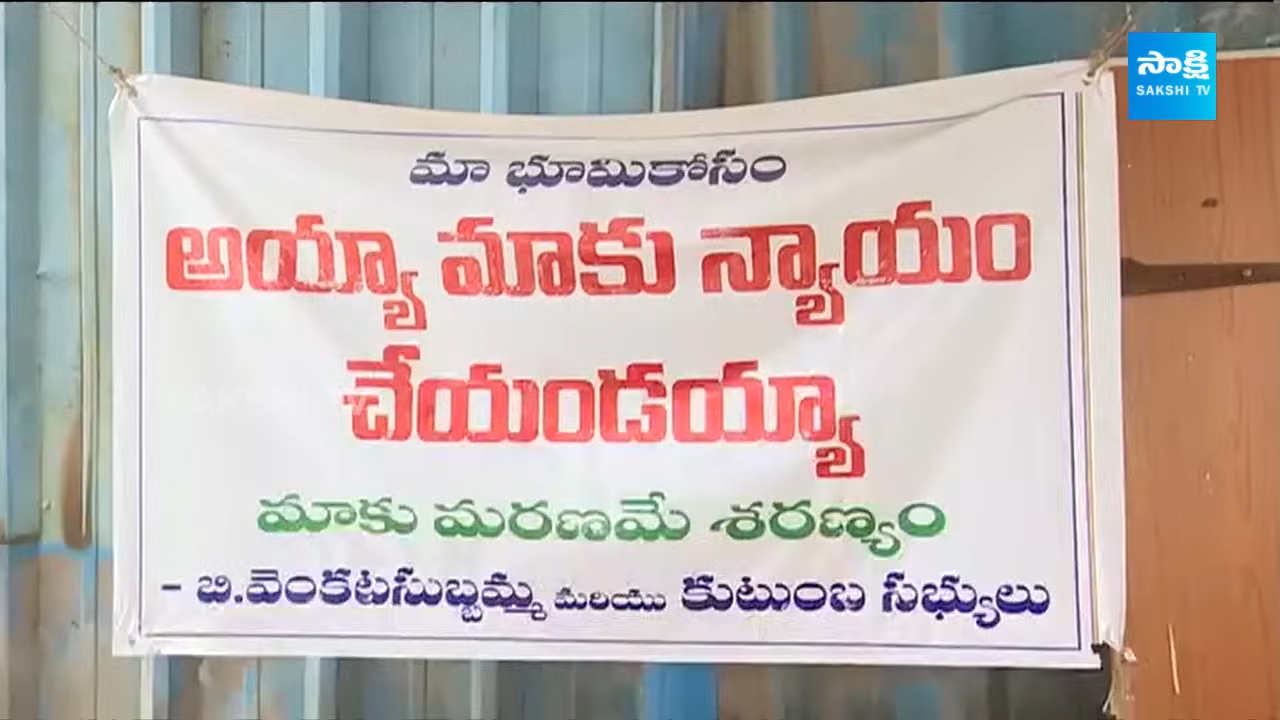 సాక్షి
SAKSHI TV
మా భూమికోసం
అయ్యా మాకు న్యాయం
చేయండయ్యా
మాకు మరణమే శరణ్యం
- బి.వెంకటసుబ్బమ్మ మరియు కుటుంబ సభ్యులు